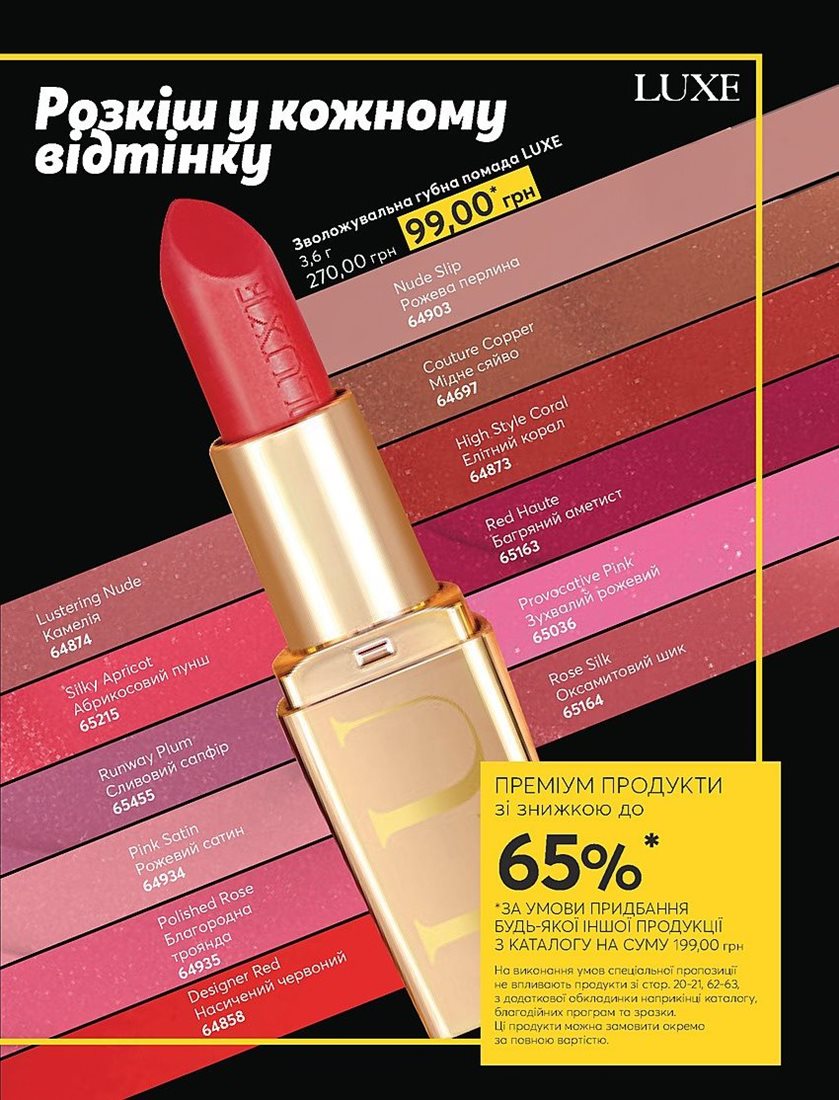 LUXE
Розкіш у кожному
відтінку
Зволожувальна губна помада LUXE
3,6 г
270,00 грн 99,00* грн
Nude Slip
Рожева перлина
64903
Couture Copper
Мідне сяйво
64697
High Style Coral
Елітний корал
64873
Red Haute
Багряний аметист
65163
Provocative Pink
Зухвалий рожевий
65036
Rose Silk
Оксамитовий шик
65164
Lustering Nude
Камелія
64874
Silky Apricot
Абрикосовий пунш
65215
Runway Plum
Сливовий сапфір
65455
Pink Satin
Рожевий сатин
64934
Polished Rose
Благородна
троянда
64935
Designer Red
Насичений червоний
64858
LUXE
LU
ПРЕМІУМ ПРОДУКТИ
ЗІ ЗНИЖКОЮ ДО
65%*
*ЗА УМОВИ ПРИДБАННЯ
БУДЬ-ЯКОЇ ІНШОЇ ПРОДУКЦІЇ
З КАТАЛОГУ НА СУМУ 199,00 грн
На виконання умов спеціальної пропозиції
не впливають продукти зі стор. 20-21, 62-63,
з додаткової обкладинки наприкінці каталогу,
благодійних програм та зразки.
Ці продукти можна замовити окремо
за повною вартістю.